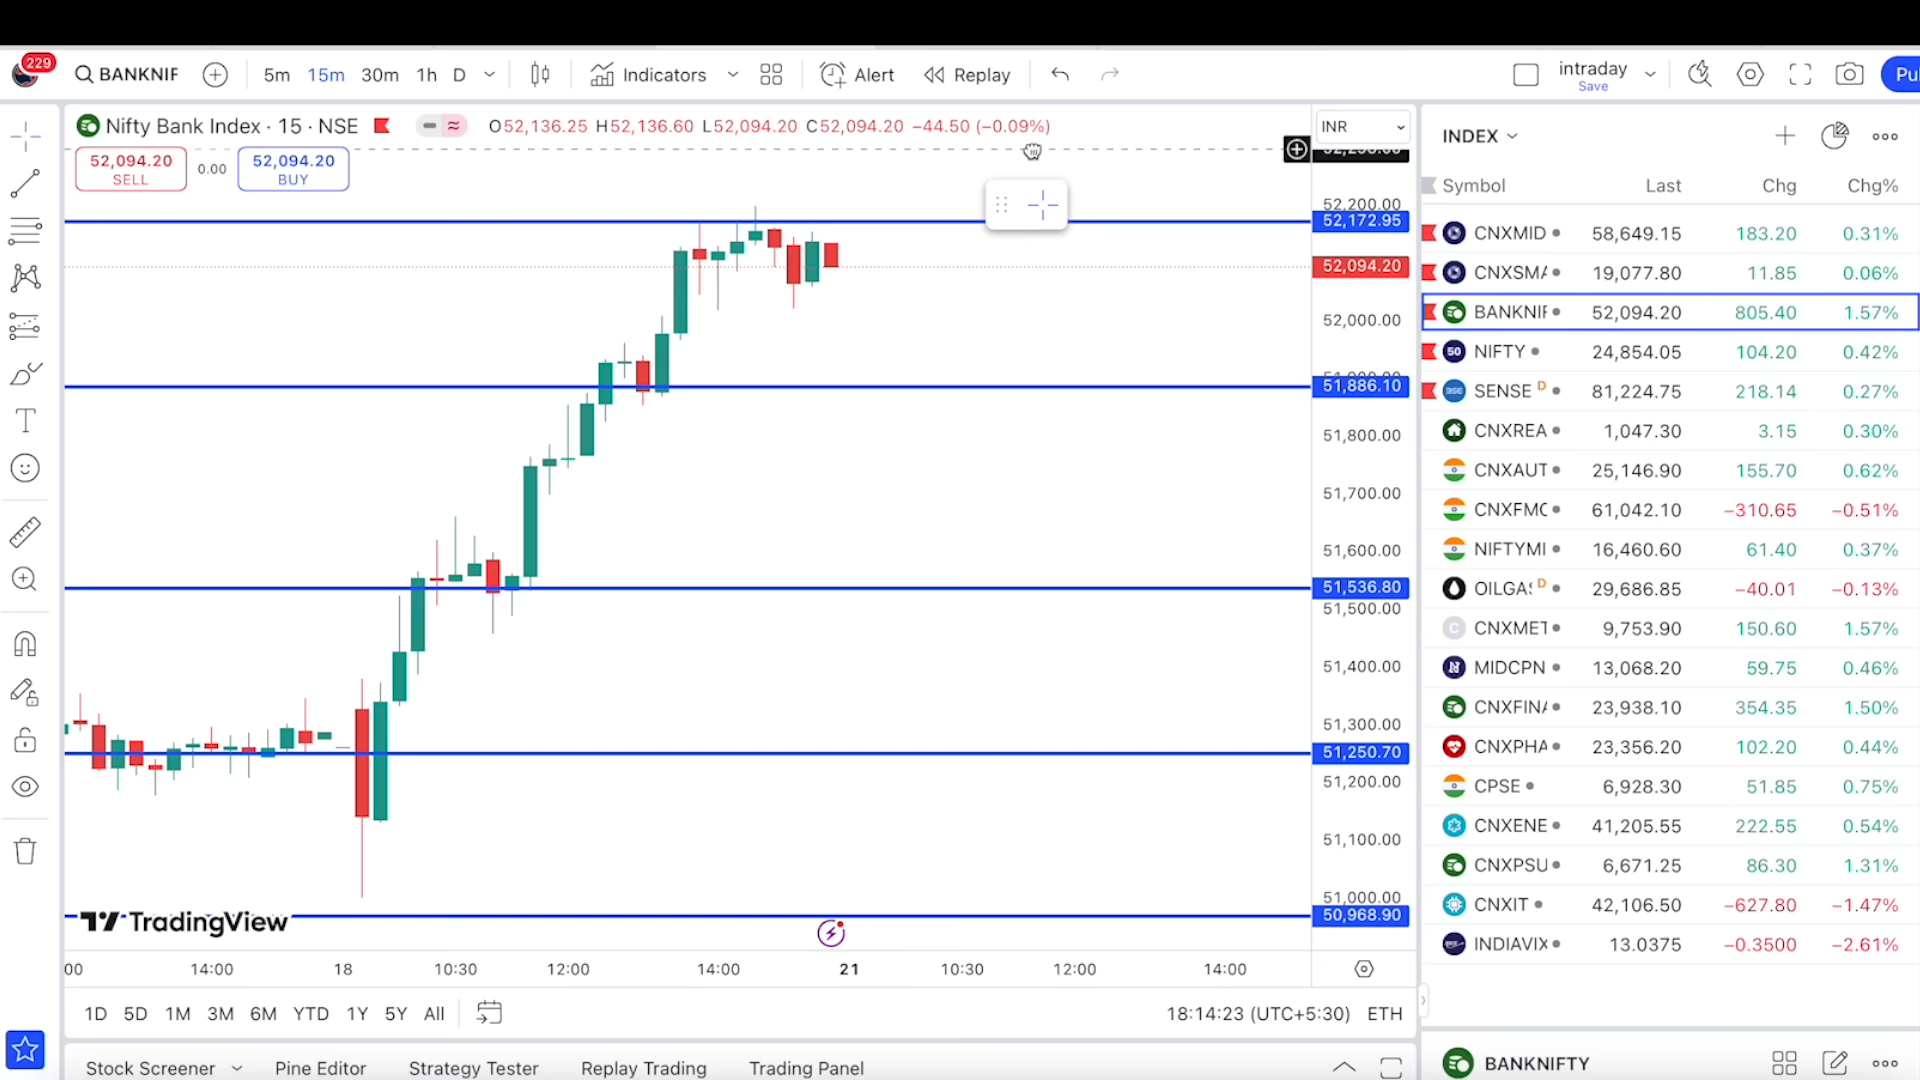 229
BANKNIF
5m 15m 30m 1h D
Indicators
Alert
Replay
intraday
Save
Pu
Nifty Bank Index · 15 · NSE
O52,136.25 H52,136.60 L52,094.20 C52,094.20 −44.50 (−0.09%)
INR
52,094.20
SELL
0.00
52,094.20
BUY
52,200.00
52,172.95
52,094.20
52,000.00
51,886.10
51,800.00
51,700.00
51,600.00
51,536.80
51,500.00
51,400.00
51,300.00
51,250.70
51,200.00
51,100.00
51,000.00
50,968.90
TradingView
00 14:00 18 10:30 12:00 14:00 21 10:30 12:00 14:00
1D 5D 1M 3M 6M YTD 1Y 5Y All
18:14:23 (UTC+5:30) ETH
Stock Screener Pine Editor Strategy Tester Replay Trading Trading Panel
INDEX
Symbol Last Chg Chg%
CNXMID 58,649.15 183.20 0.31%
CNXSMA 19,077.80 11.85 0.06%
BANKNIF 52,094.20 805.40 1.57%
50 NIFTY 24,854.05 104.20 0.42%
SENSE D 81,224.75 218.14 0.27%
CNXREA 1,047.30 3.15 0.30%
CNXAUT 25,146.90 155.70 0.62%
CNXFMC 61,042.10 −310.65 −0.51%
NIFTYMI 16,460.60 61.40 0.37%
OILGAS D 29,686.85 −40.01 −0.13%
C CNXMET 9,753.90 150.60 1.57%
MIDCPN 13,068.20 59.75 0.46%
CNXFINA 23,938.10 354.35 1.50%
CNXPHA 23,356.20 102.20 0.44%
CPSE 6,928.30 51.85 0.75%
CNXENE 41,205.55 222.55 0.54%
CNXPSU 6,671.25 86.30 1.31%
CNXIT 42,106.50 −627.80 −1.47%
INDIAVIX 13.0375 −0.3500 −2.61%
BANKNIFTY